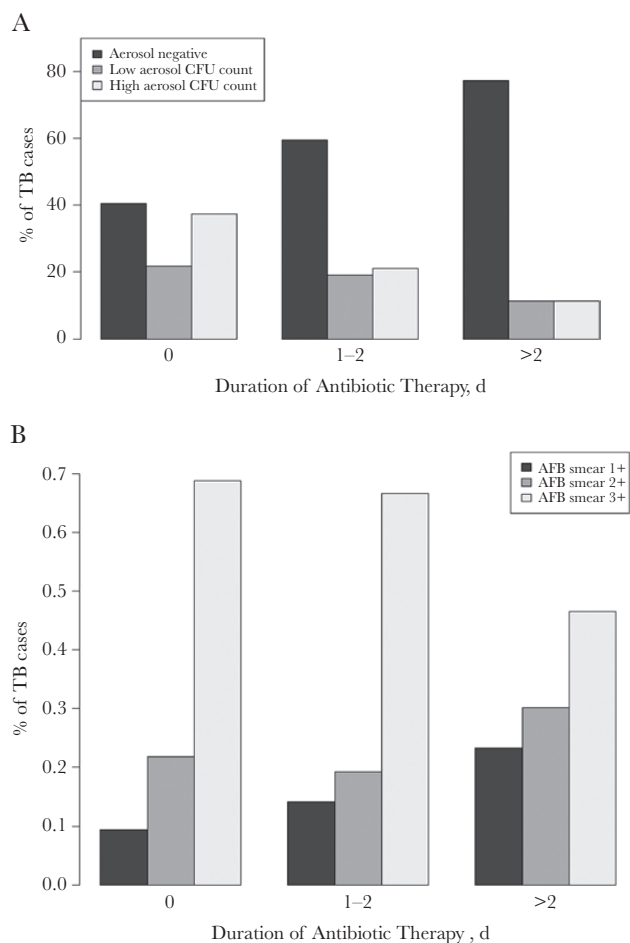 A
Aerosol negative
Low aerosol CFU count
High aerosol CFU count
80
60
40
20
0
% of TB cases
0 1–2 >2
Duration of Antibiotic Therapy, d
B
AFB smear 1+
AFB smear 2+
AFB smear 3+
0.7
0.6
0.5
0.4
0.3
0.2
0.1
0.0
% of TB cases
0 1–2 >2
Duration of Antibiotic Therapy , d